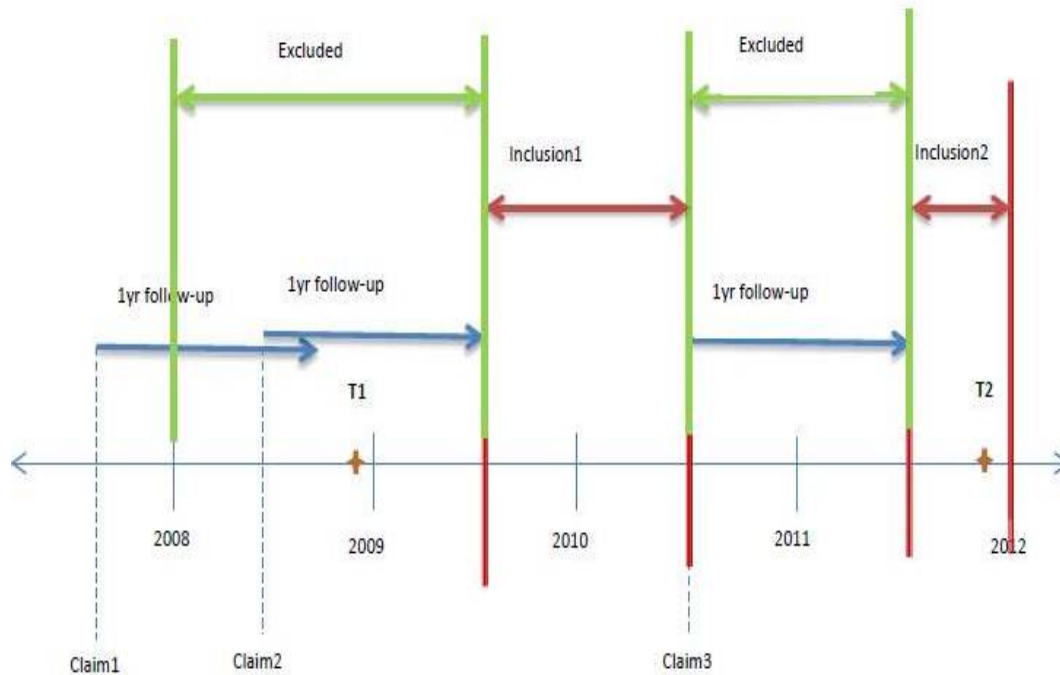 Excluded
Excluded
Inclusion1
Inclusion2
1yr follow-up
1yr follow-up
1yr follow-up
T1
T2
2008
2009
2010
2011
2012
Claim1
Claim2
Claim3